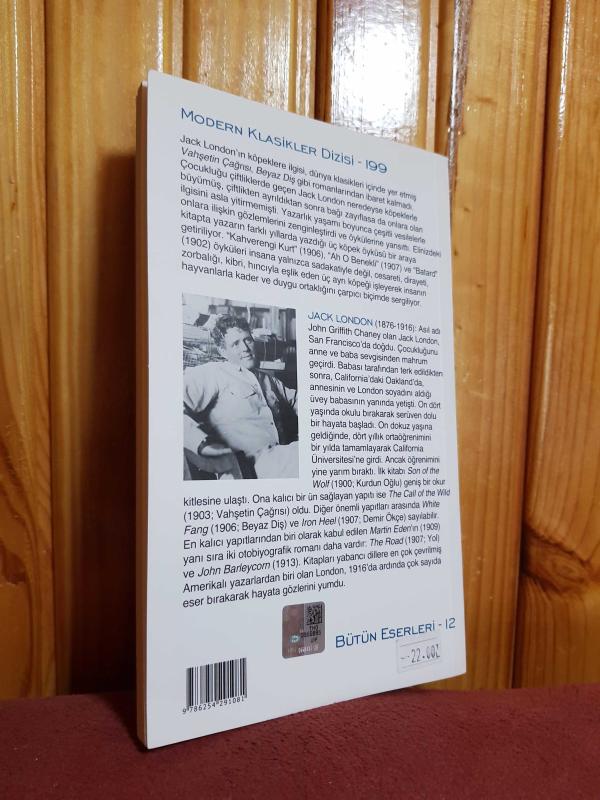 MODERN KLASİKLER DİZİSİ - 199
Jack London'ın köpeklere ilgisi, dünya klasikleri içinde yer etmiş
Vahşetin Çağrısı, Beyaz Diş gibi romanlarından ibaret kalmadı.
Çocukluğu çiftliklerde geçen Jack London neredeyse köpeklerle
büyümüş, çiftlikten ayrıldıktan sonra bağı zayıflasa da onlara olan
ilgisini asla yitirmemişti. Yazarlık yaşamı boyunca çeşitli vesilelerle
onlara ilişkin gözlemlerini zenginleştirdi ve öykülerine yansıttı. Elinizdeki
kitapta yazarın farklı yıllarda yazdığı üç köpek öyküsü bir araya
getiriliyor. "Kahverengi Kurt" (1906), "Ah O Benekli" (1907) ve "Batard"
(1902) öyküleri insana yalnızca sadakatiyle değil, cesareti, dirayeti,
zorbalığı, kibri, hıncıyla eşlik eden üç ayrı köpeği işleyerek insanın
hayvanlarla kader ve duygu ortaklığını çarpıcı biçimde sergiliyor.
JACK LONDON (1876-1916): Asıl adı
John Griffith Chaney olan Jack London,
San Francisco'da doğdu. Çocukluğunu
anne ve baba sevgisinden mahrum
geçirdi. Babası tarafından terk edildikten
sonra, California'daki Oakland'da,
annesinin ve London soyadını aldığı
üvey babasının yanında yetişti. On dört
yaşında okulu bırakarak serüven dolu
bir hayata başladı. On dokuz yaşına
geldiğinde, dört yıllık ortaöğrenimini
bir yılda tamamlayarak California
Üniversitesi'ne girdi. Ancak öğrenimini
yine yarım bıraktı. İlk kitabı Son of the
Wolf (1900; Kurdun Oğlu) geniş bir okur
kitlesine ulaştı. Ona kalıcı bir ün sağlayan yapıtı ise The Call of the Wild
(1903; Vahşetin Çağrısı) oldu. Diğer önemli yapıtları arasında White
Fang (1906; Beyaz Diş) ve Iron Heel (1907; Demir Ökçe) sayılabilir.
En kalıcı yapıtlarından biri olarak kabul edilen Martin Eden'ın (1909)
yanı sıra iki otobiyografik romanı daha vardır: The Road (1907; Yol)
ve John Barleycorn (1913). Kitapları yabancı dillere en çok çevrilmiş
Amerikalı yazarlardan biri olan London, 1916'da ardında çok sayıda
eser bırakarak hayata gözlerini yumdu.
BÜTÜN ESERLERİ - 12
22.00
9 786254 291081